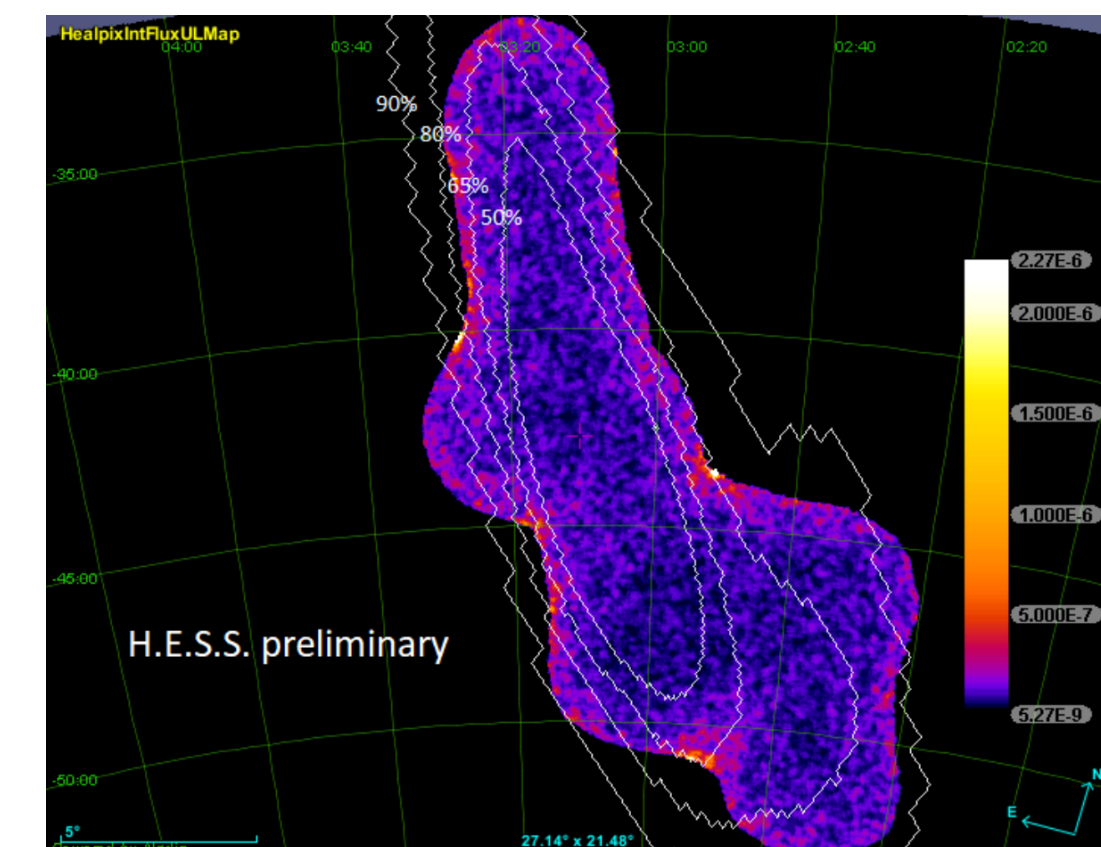 HealpixIntFluxULMap
04:00 03:40 03:20 03:00 02:40 02:20
90%
80%
-35:00
65%
50%
2.27E-6
2.000E-6
-40:00
1.500E-6
1.000E-6
-45:00
5.000E-7
H.E.S.S. preliminary
5.27E-9
-50:00
N
E
5°
27.14° x 21.48°